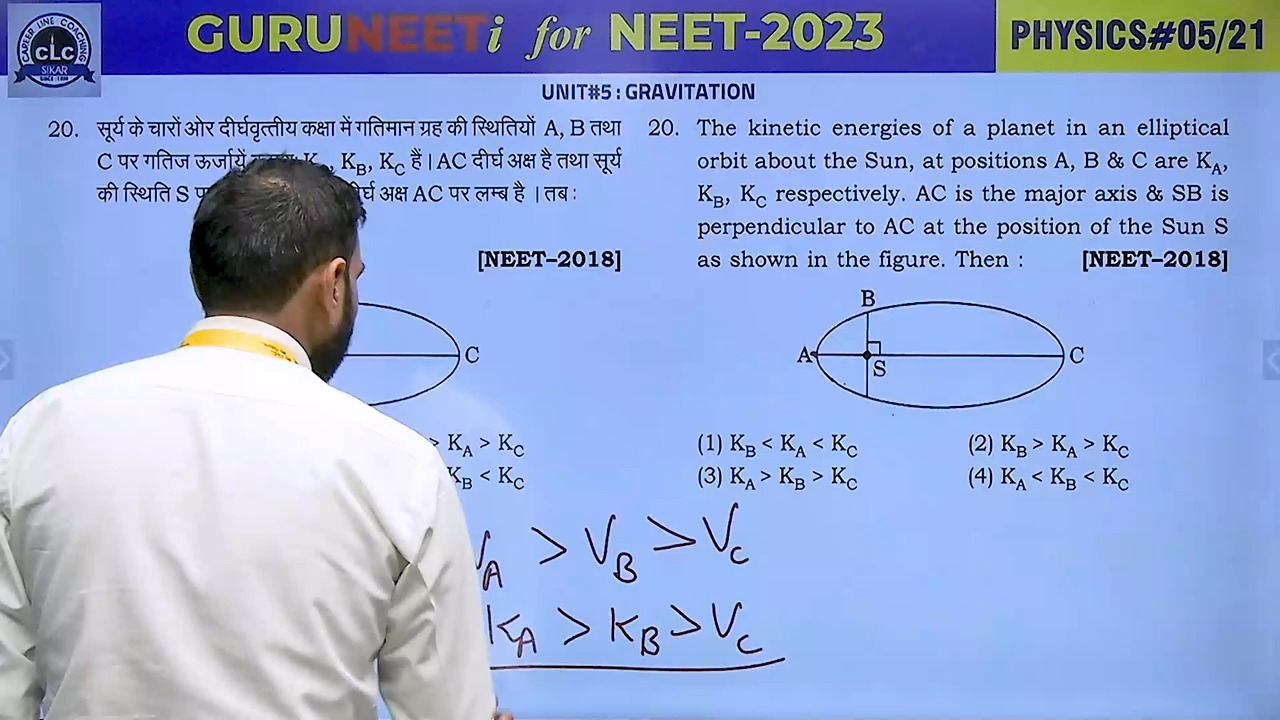 GURUNEETi for NEET-2023
PHYSICS#05/21
CAREER LINE COACHING
CLC
SIKAR
SINCE : 1996
UNIT#5 : GRAVITATION
20. सूर्य के चारों ओर दीर्घवृत्तीय कक्षा में गतिमान ग्रह की स्थितियों A, B तथा
C पर गतिज ऊर्जायें K_B, K_C हैं। AC दीर्घ अक्ष है तथा सूर्य
की स्थिति S अक्ष AC पर लम्ब है । तब :
[NEET–2018]
C
> K_A > K_C
K_B < K_C
20. The kinetic energies of a planet in an elliptical
orbit about the Sun, at positions A, B & C are K_A,
K_B, K_C respectively. AC is the major axis & SB is
perpendicular to AC at the position of the Sun S
as shown in the figure. Then : [NEET–2018]
B
A
S
C
(1) K_B < K_A < K_C (2) K_B > K_A > K_C
(3) K_A > K_B > K_C (4) K_A < K_B < K_C
V_A > V_B > V_C
K_A > K_B > V_C